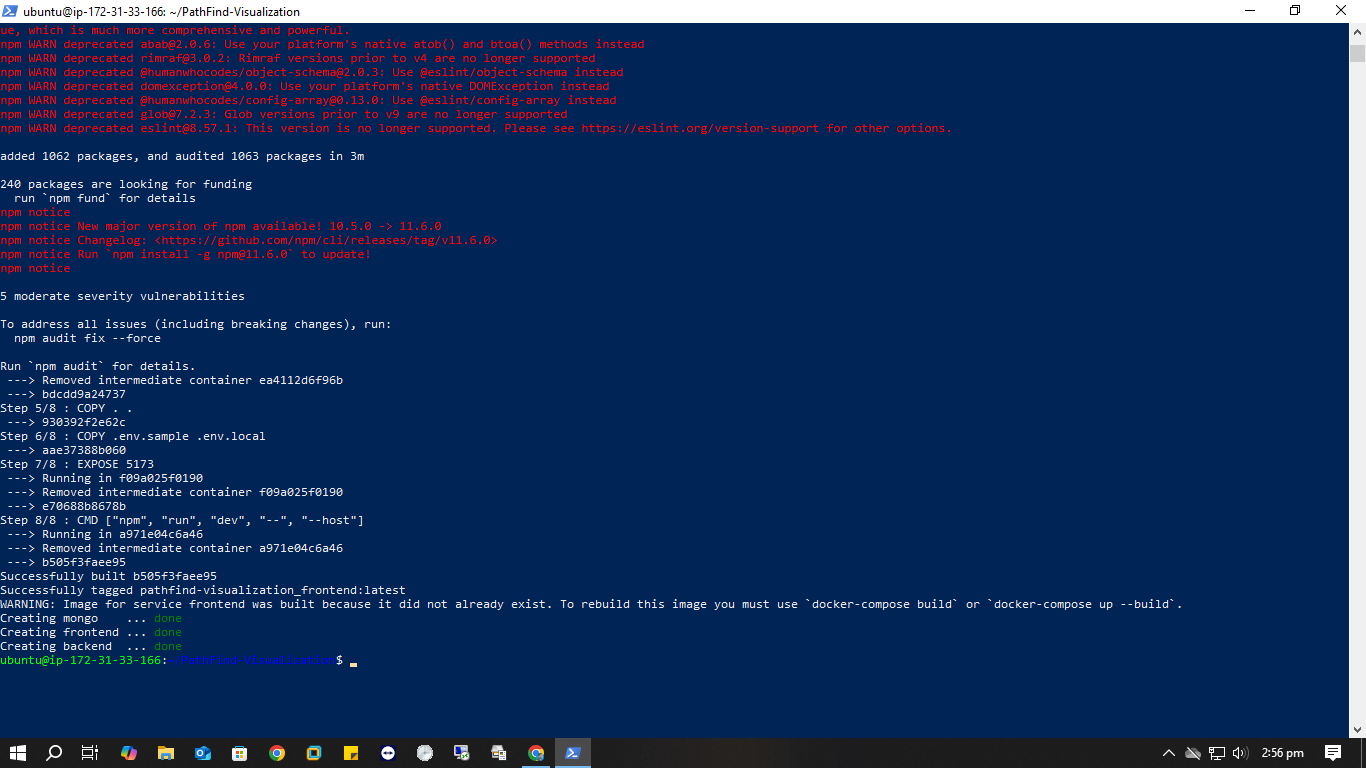 ubuntu@ip-172-31-33-166: ~/PathFind-Visualization
ue, which is much more comprehensive and powerful.
npm WARN deprecated abab@2.0.6: Use your platform's native atob() and btoa() methods instead
npm WARN deprecated rimraf@3.0.2: Rimraf versions prior to v4 are no longer supported
npm WARN deprecated @humanwhocodes/object-schema@2.0.3: Use @eslint/object-schema instead
npm WARN deprecated domexception@4.0.0: Use your platform's native DOMException instead
npm WARN deprecated @humanwhocodes/config-array@0.13.0: Use @eslint/config-array instead
npm WARN deprecated glob@7.2.3: Glob versions prior to v9 are no longer supported
npm WARN deprecated eslint@8.57.1: This version is no longer supported. Please see https://eslint.org/version-support for other options.
added 1062 packages, and audited 1063 packages in 3m
240 packages are looking for funding
  run `npm fund` for details
npm notice
npm notice New major version of npm available! 10.5.0 -> 11.6.0
npm notice Changelog: <https://github.com/npm/cli/releases/tag/v11.6.0>
npm notice Run `npm install -g npm@11.6.0` to update!
npm notice
5 moderate severity vulnerabilities
To address all issues (including breaking changes), run:
  npm audit fix --force
Run `npm audit` for details.
 ---> Removed intermediate container ea4112d6f96b
 ---> bdcdd9a24737
Step 5/8 : COPY . .
 ---> 930392f2e62c
Step 6/8 : COPY .env.sample .env.local
 ---> aae37388b060
Step 7/8 : EXPOSE 5173
 ---> Running in f09a025f0190
 ---> Removed intermediate container f09a025f0190
 ---> e70688b8678b
Step 8/8 : CMD ["npm", "run", "dev", "--", "--host"]
 ---> Running in a971e04c6a46
 ---> Removed intermediate container a971e04c6a46
 ---> b505f3faee95
Successfully built b505f3faee95
Successfully tagged pathfind-visualization_frontend:latest
WARNING: Image for service frontend was built because it did not already exist. To rebuild this image you must use `docker-compose build` or `docker-compose up --build`.
Creating mongo    ... done
Creating frontend ... done
Creating backend  ... done
ubuntu@ip-172-31-33-166:~/PathFind-Visualization$
2:56 pm